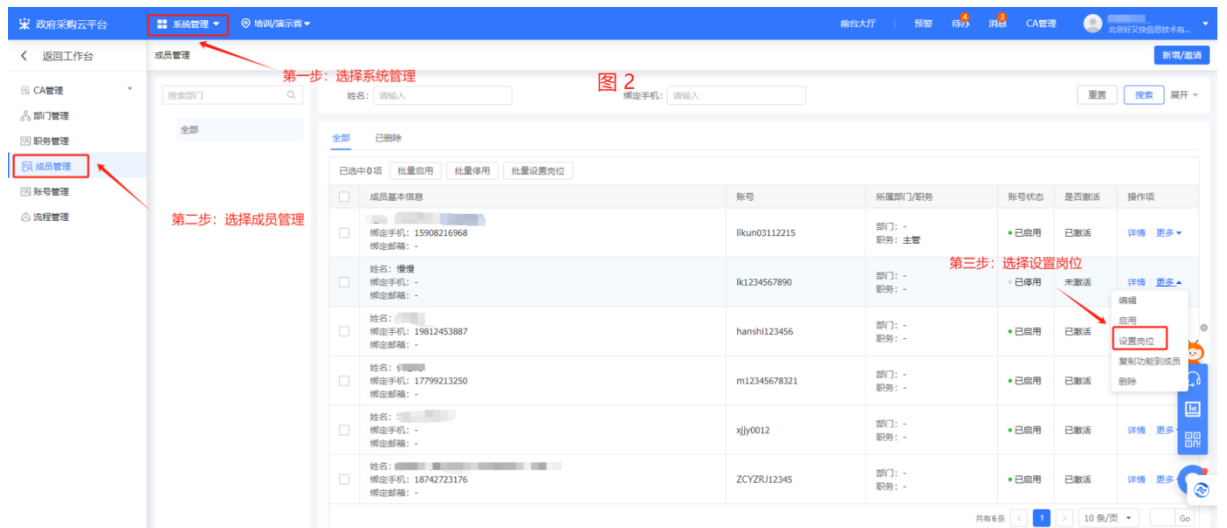 政府采购云平台
系统管理
培训/演示省
前台大厅
预警
待办 4
消息 3
CA管理
北京好又快信息技术有...
返回工作台
成员管理
新增/邀请
第一步：选择系统管理
图 2
CA管理
部门管理
职务管理
成员管理
账号管理
流程管理
第二步：选择成员管理
搜索部门
全部
姓名： 请输入
绑定手机： 请输入
重置
搜索
展开
全部
已删除
已选中0项
批量启用
批量停用
批量设置岗位
成员基本信息 账号 所属部门/职务 账号状态 是否激活 操作项
绑定手机：15908216968
绑定邮箱：-
likun03112215
部门：-
职务：主管
已启用 已激活 详情 更多
第三步：选择设置岗位
姓名：慢慢
绑定手机：-
绑定邮箱：-
lk1234567890
部门：-
职务：-
已停用 未激活 详情 更多
编辑
启用
设置岗位
复制功能到成员
删除
姓名：
绑定手机：19812453887
绑定邮箱：-
hanshi123456
部门：-
职务：-
已启用 已激活
姓名：
绑定手机：17799213250
绑定邮箱：-
m12345678321
部门：-
职务：-
已启用 已激活
姓名：
绑定手机：-
绑定邮箱：-
xjjy0012
部门：-
职务：-
已启用 已激活 详情 更多
姓名：
绑定手机：18742723176
绑定邮箱：-
ZCYZRJ12345
部门：-
职务：-
已启用 已激活 详情 更多
共有6条 < 1 > 10 条/页 Go